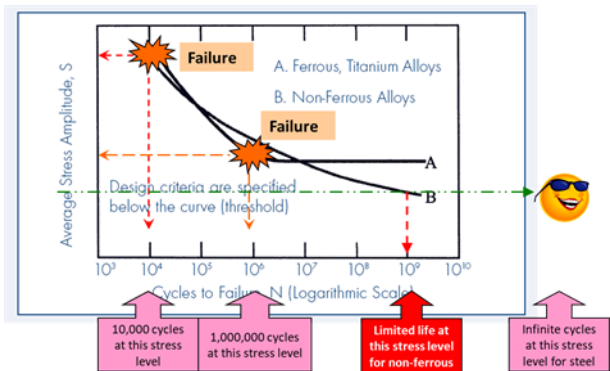 Failure
A. Ferrous, Titanium Alloys
B. Non-Ferrous Alloys
Failure
Average Stress Amplitude, S
A
Design criteria are specified
below the curve (threshold)
B
10³ 10⁴ 10⁵ 10⁶ 10⁷ 10⁸ 10⁹ 10¹⁰
Cycles to Failure, N (Logarithmic Scale)
10,000 cycles
at this stress
level
1,000,000 cycles
at this stress level
Limited life at
this stress level
for non-ferrous
Infinite cycles
at this stress
level for steel